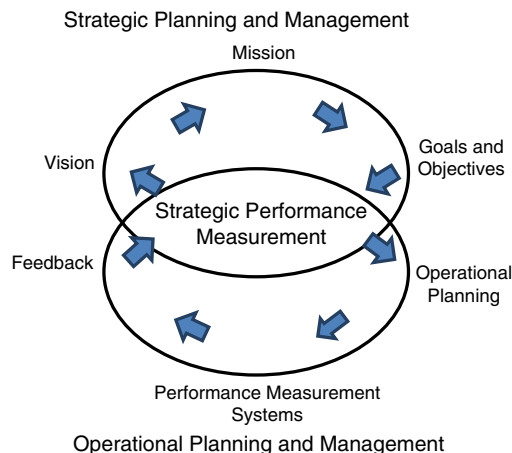 Strategic Planning and Management
Mission
Vision
Goals and
Objectives
Strategic Performance
Measurement
Feedback
Operational
Planning
Performance Measurement
Systems
Operational Planning and Management